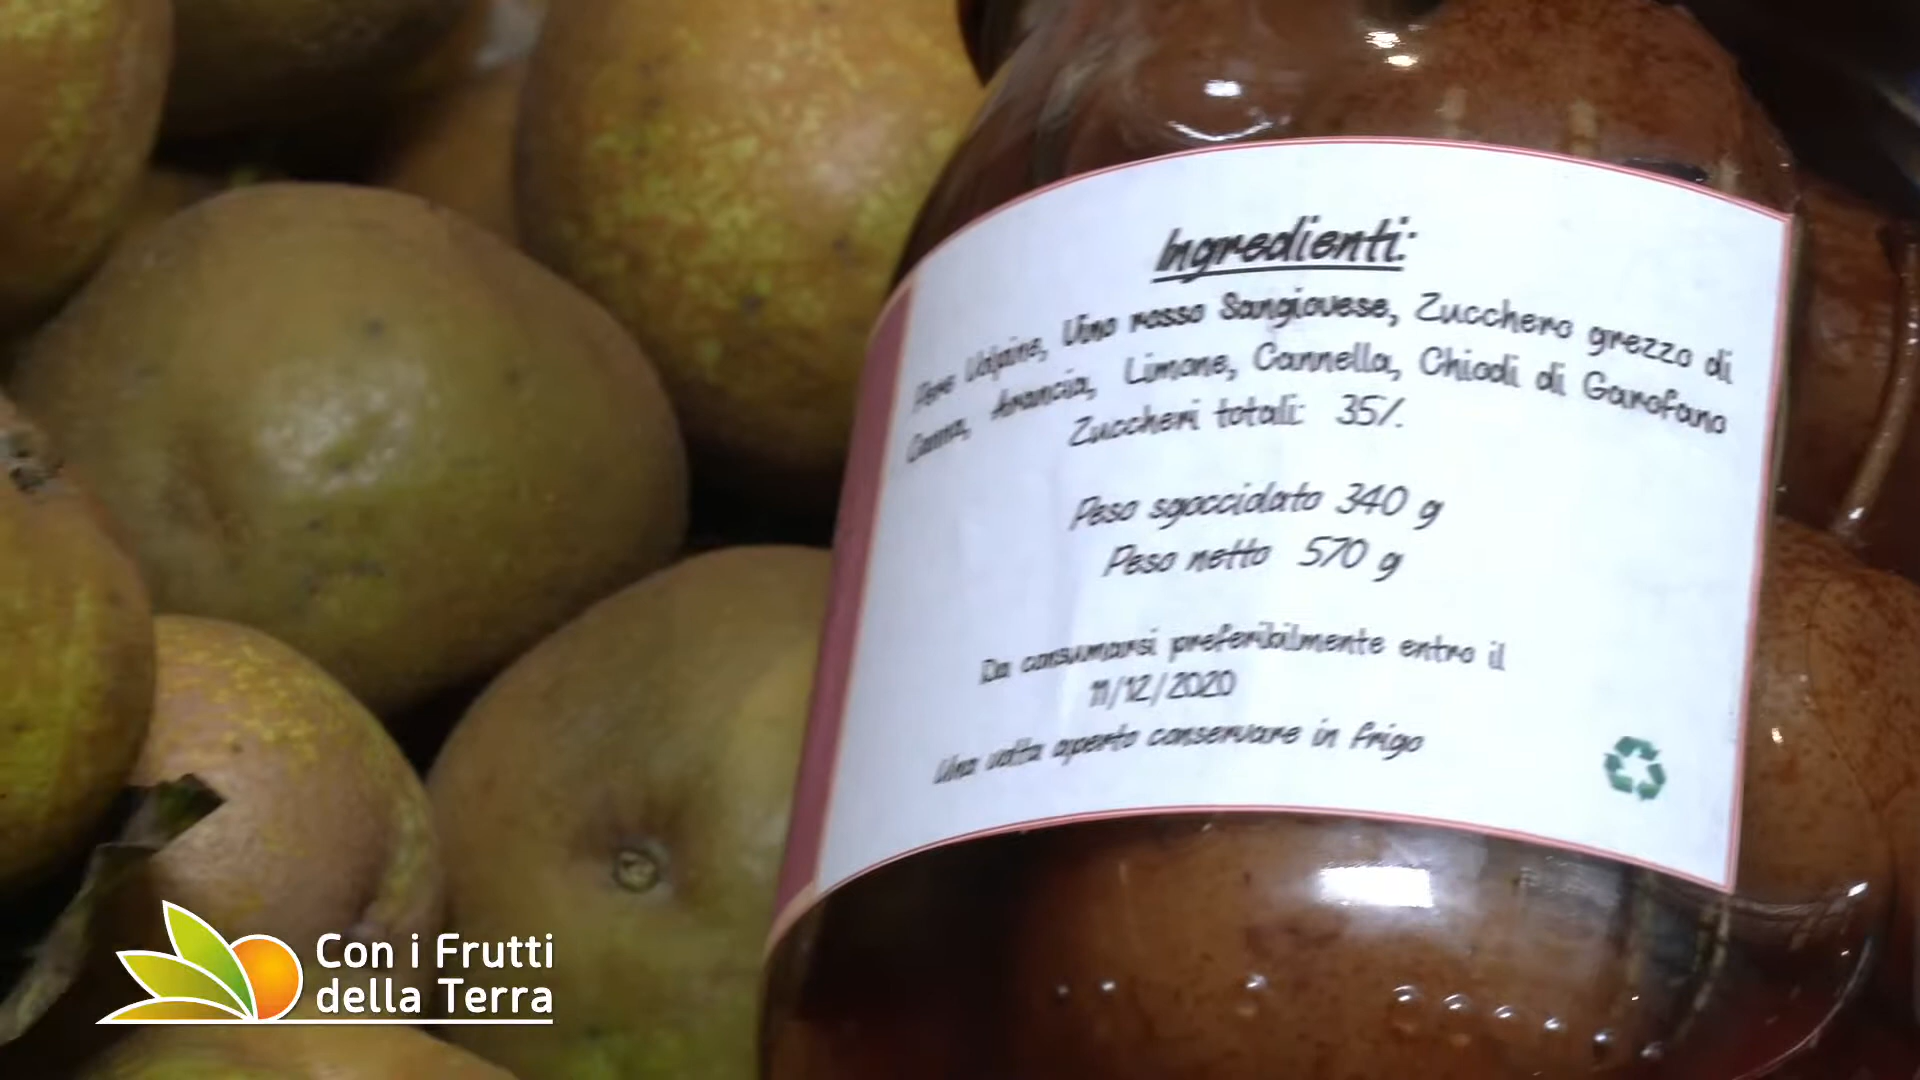 Ingredienti:
Pere Volpine, Vino rosso Sangiovese, Zucchero grezzo di
Canna, Arancia, Limone, Cannella, Chiodi di Garofano
Zuccheri totali: 35%
Peso sgocciolato 340 g
Peso netto 570 g
Da consumarsi preferibilmente entro il
11/12/2020
Una volta aperto conservare in frigo
Con i Frutti
della Terra